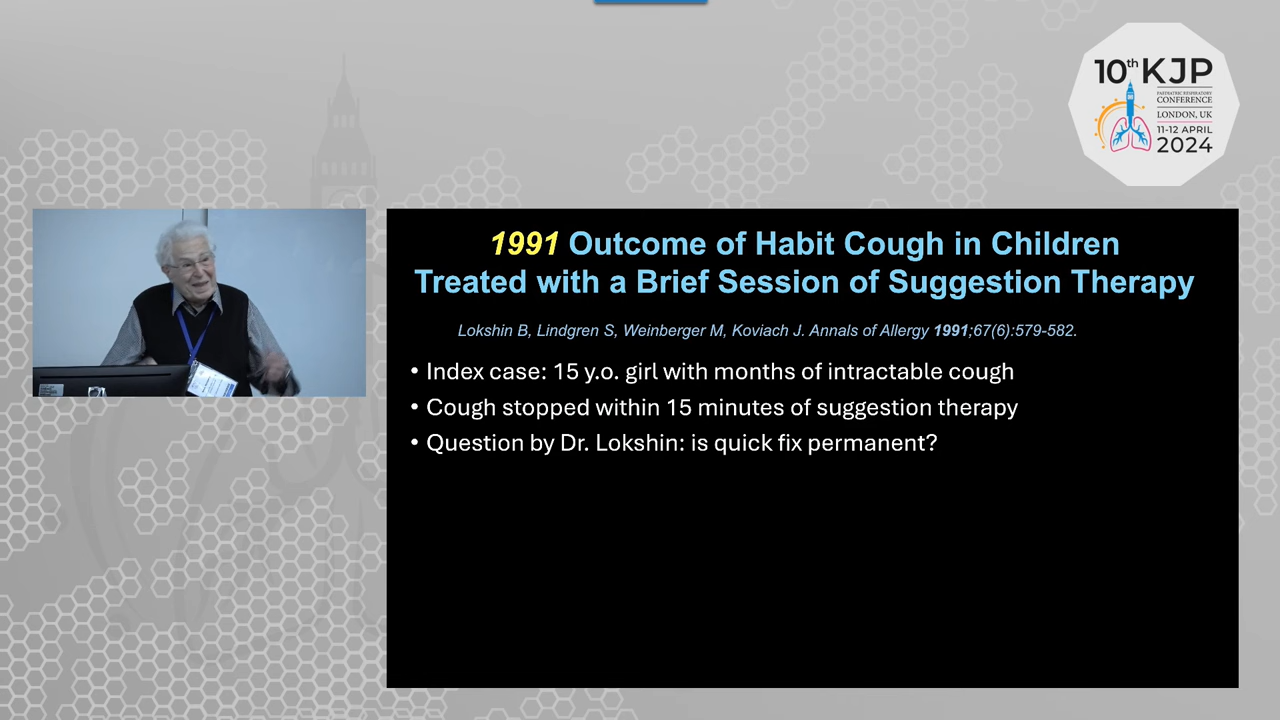 10th KJP
PAEDIATRIC RESPIRATORY
CONFERENCE
LONDON, UK
11-12 APRIL
2024
1991 Outcome of Habit Cough in Children
Treated with a Brief Session of Suggestion Therapy
Lokshin B, Lindgren S, Weinberger M, Koviach J. Annals of Allergy 1991;67(6):579-582.
• Index case: 15 y.o. girl with months of intractable cough
• Cough stopped within 15 minutes of suggestion therapy
• Question by Dr. Lokshin: is quick fix permanent?